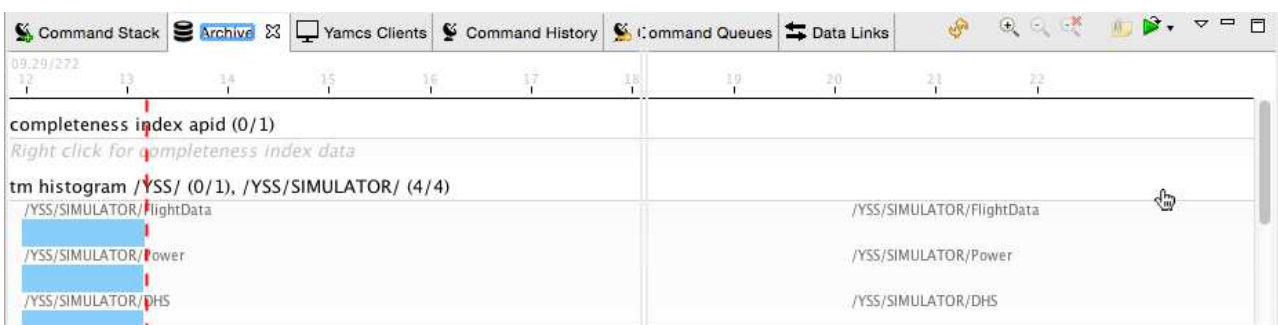 Command Stack Archive Yamcs Clients Command History Command Queues Data Links
09.29/272
12 13 14 15 16 17 18 19 20 21 22
completeness index apid (0/1)
Right click for completeness index data
tm histogram /YSS/ (0/1), /YSS/SIMULATOR/ (4/4)
/YSS/SIMULATOR/FlightData /YSS/SIMULATOR/FlightData
/YSS/SIMULATOR/Power /YSS/SIMULATOR/Power
/YSS/SIMULATOR/DHS /YSS/SIMULATOR/DHS